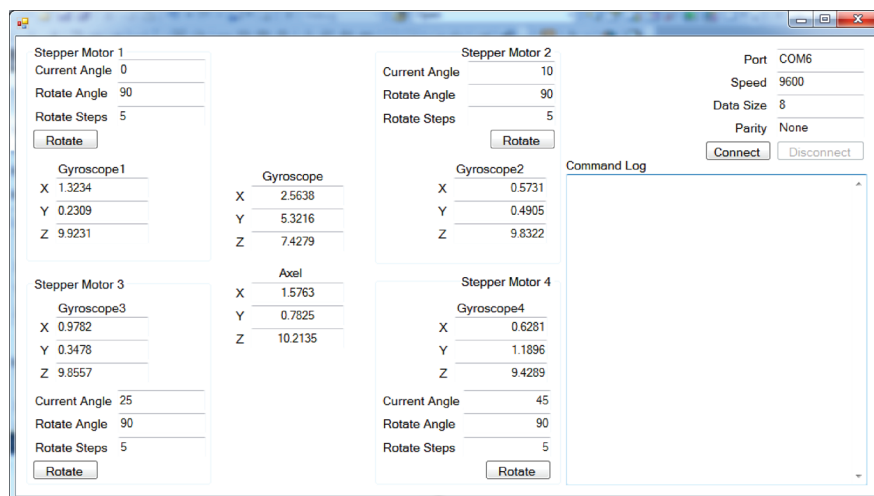 Stepper Motor 1
Current Angle 0
Rotate Angle 90
Rotate Steps 5
Rotate
Gyroscope1
X 1.3234
Y 0.2309
Z 9.9231
Gyroscope
X 2.5638
Y 5.3216
Z 7.4279
Axel
X 1.5763
Y 0.7825
Z 10.2135
Stepper Motor 2
Current Angle 10
Rotate Angle 90
Rotate Steps 5
Rotate
Gyroscope2
X 0.5731
Y 0.4905
Z 9.8322
Stepper Motor 3
Gyroscope3
X 0.9782
Y 0.3478
Z 9.8557
Current Angle 25
Rotate Angle 90
Rotate Steps 5
Rotate
Stepper Motor 4
Gyroscope4
X 0.6281
Y 1.1896
Z 9.4289
Current Angle 45
Rotate Angle 90
Rotate Steps 5
Rotate
Port COM6
Speed 9600
Data Size 8
Parity None
Connect Disconnect
Command Log